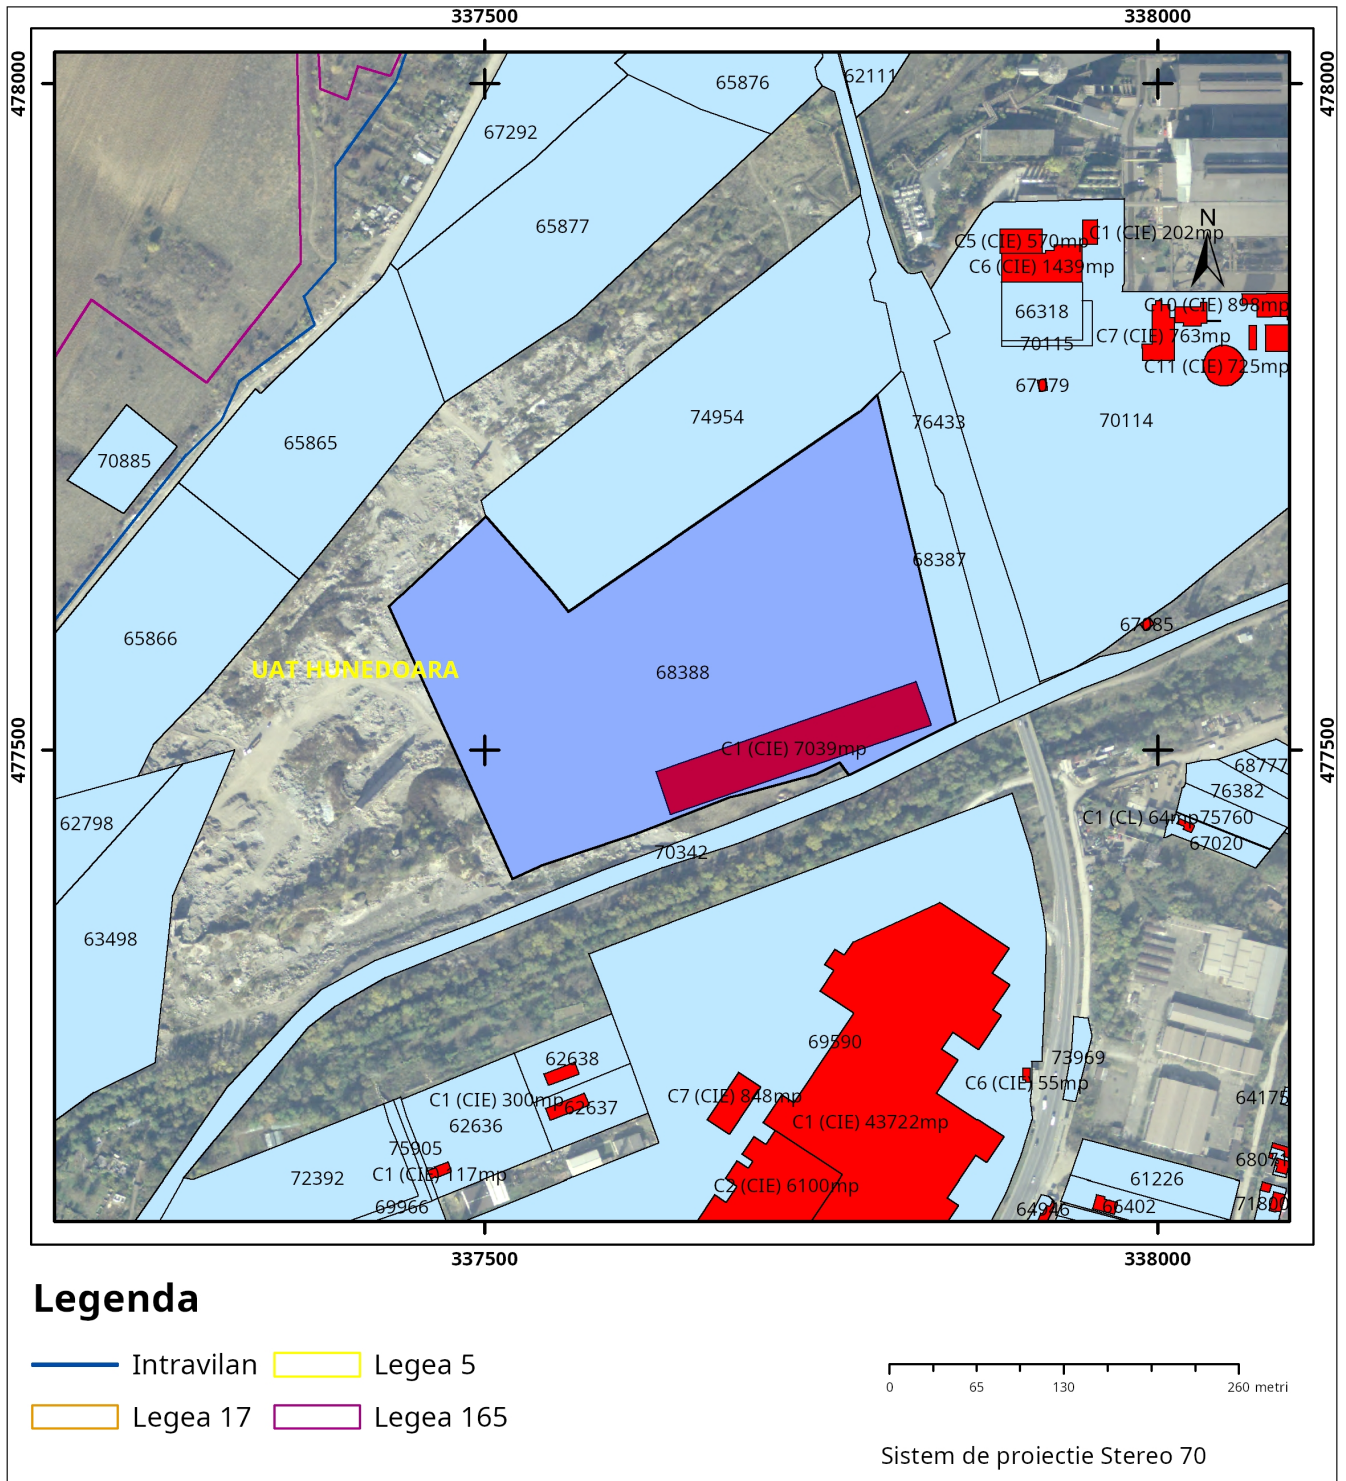 337500
338000
478000
478000
65876
62111
67292
65877
N
C5 (CIE) 570mp
C1 (CIE) 202mp
C6 (CIE) 1439mp
C10 (CIE) 898mp
66318
C7 (CIE) 763mp
70115
C11 (CIE) 725mp
67079
74954
76433
70114
65865
70885
68387
65866
67085
UAT HUNEDOARA
68388
C1 (CIE) 7039mp
477500
477500
68777
76382
C1 (CL) 64mp
75760
67020
62798
70342
63498
69590
62638
73969
C6 (CIE) 55mp
C7 (CIE) 848mp
C1 (CIE) 300mp
62637
64175
62636
C1 (CIE) 43722mp
75905
C1 (CIE) 117mp
72392
C2 (CIE) 6100mp
61226
69966
64946
66402
71800
337500
338000
Legenda
Intravilan
Legea 5
Legea 17
Legea 165
0
65
130
260 metri
Sistem de proiectie Stereo 70